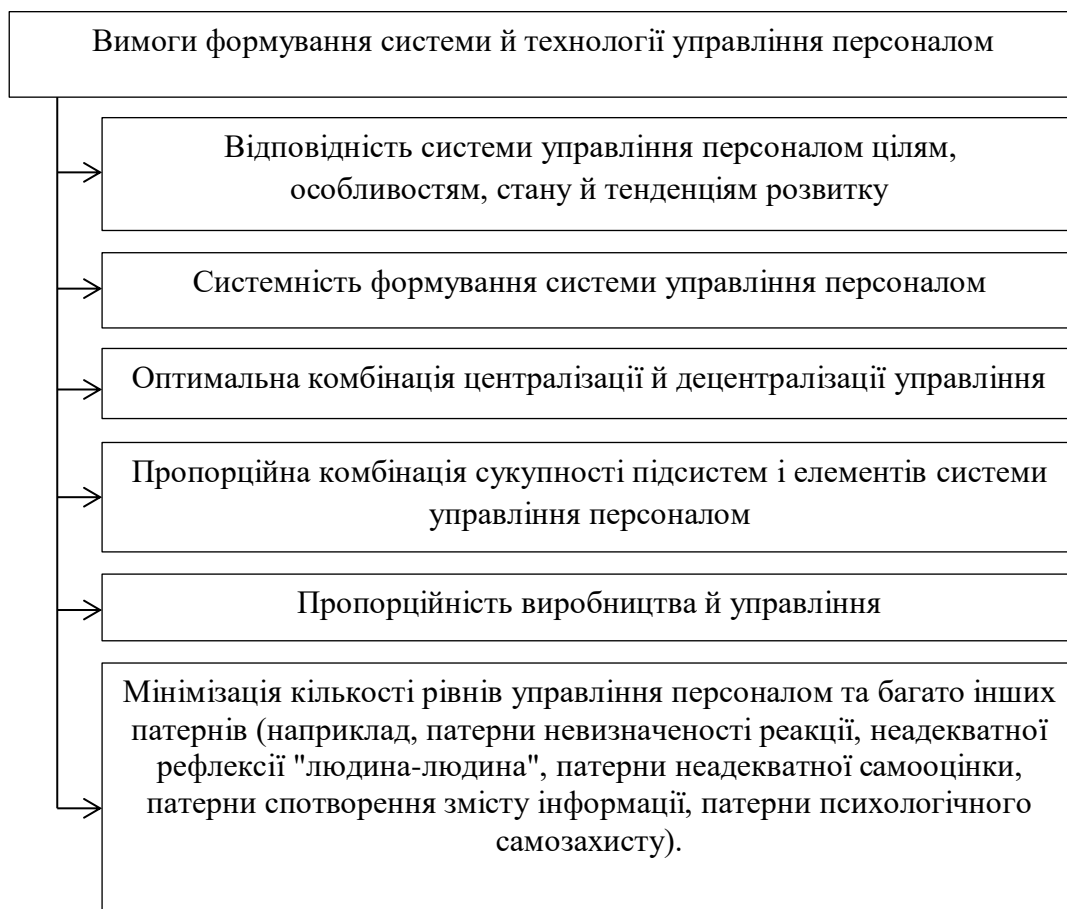 Вимоги формування системи й технології управління персоналом
Відповідність системи управління персоналом цілям,
особливостям, стану й тенденціям розвитку
Системність формування системи управління персоналом
Оптимальна комбінація централізації й децентралізації управління
Пропорційна комбінація сукупності підсистем і елементів системи
управління персоналом
Пропорційність виробництва й управління
Мінімізація кількості рівнів управління персоналом та багато інших
патернів (наприклад, патерни невизначеності реакції, неадекватної
рефлексії "людина-людина", патерни неадекватної самооцінки,
патерни спотворення змісту інформації, патерни психологічного
самозахисту).